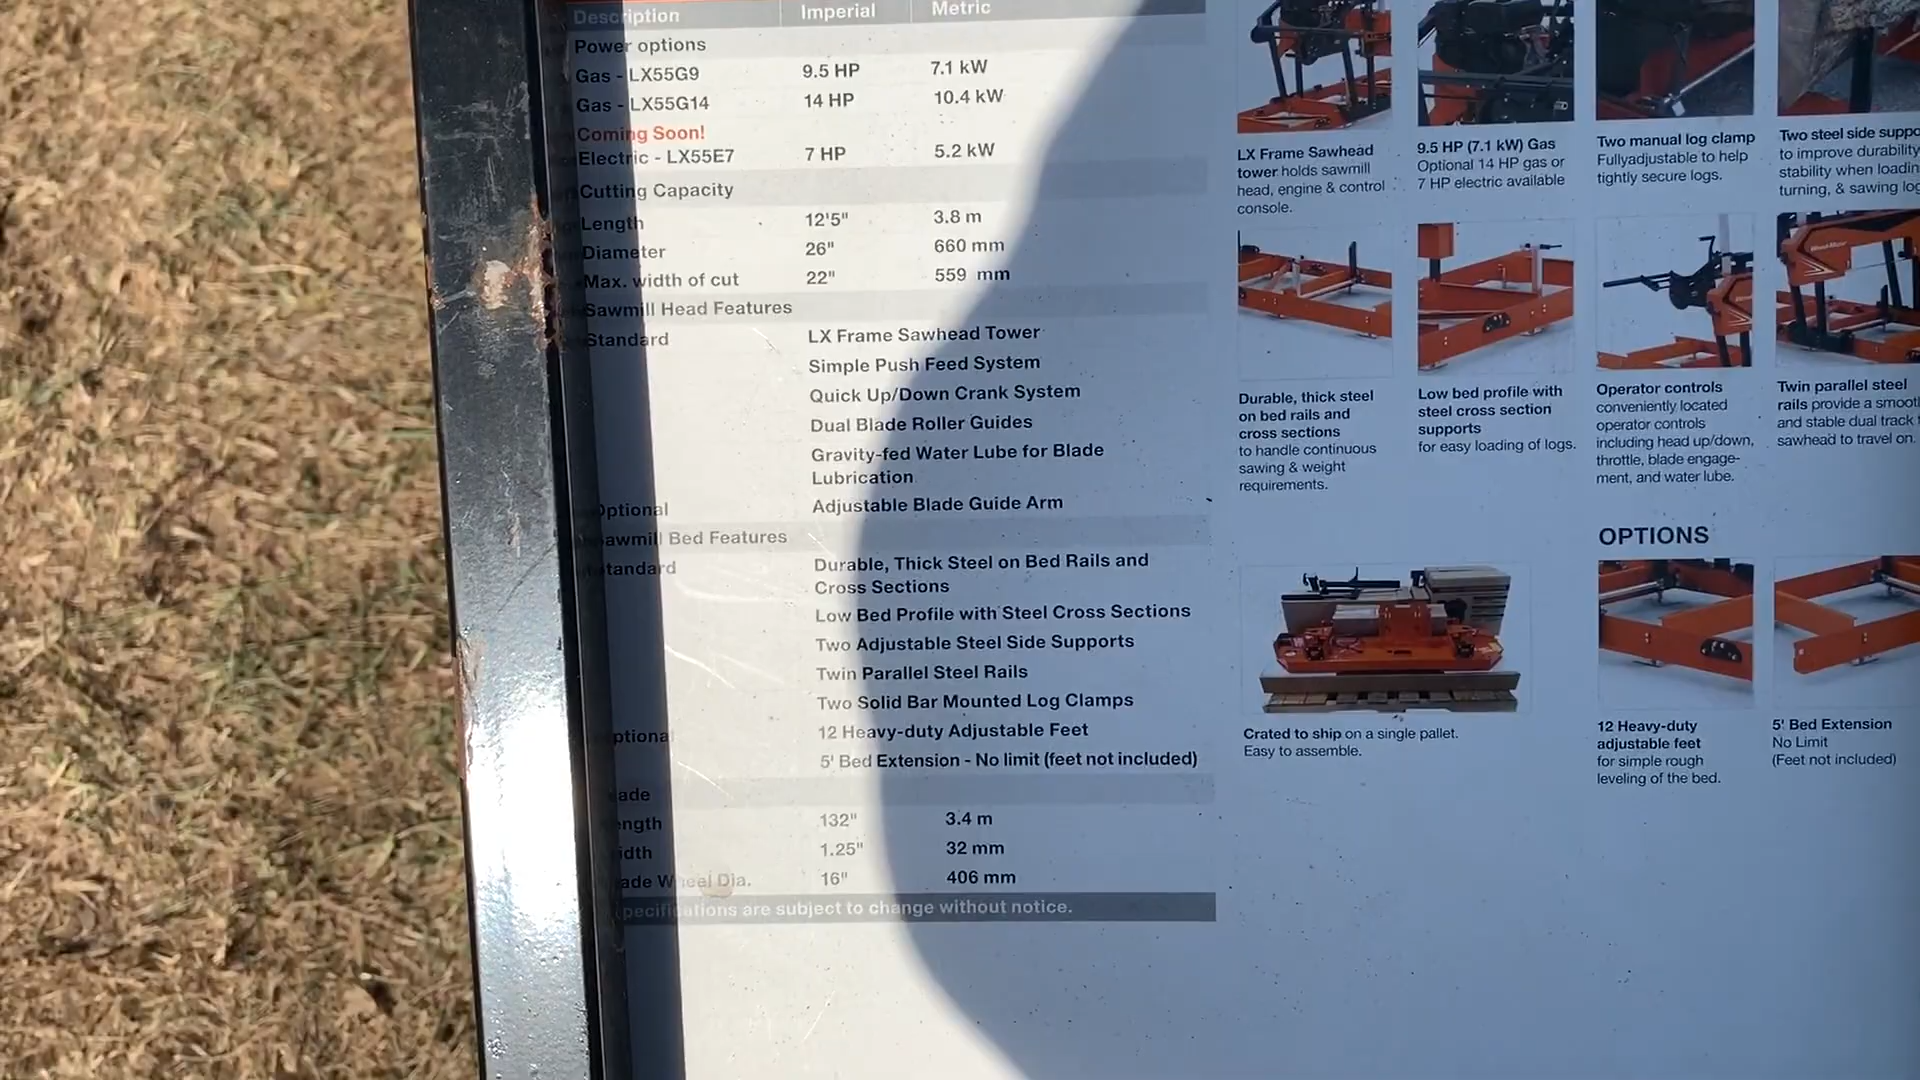 Description Imperial Metric
Power options
Gas - LX55G9 9.5 HP 7.1 kW
Gas - LX55G14 14 HP 10.4 kW
Coming Soon!
Electric - LX55E7 7 HP 5.2 kW
Cutting Capacity
Length 12'5" 3.8 m
Diameter 26" 660 mm
Max. width of cut 22" 559 mm
Sawmill Head Features
Standard LX Frame Sawhead Tower
Simple Push Feed System
Quick Up/Down Crank System
Dual Blade Roller Guides
Gravity-fed Water Lube for Blade
Lubrication
Optional Adjustable Blade Guide Arm
Sawmill Bed Features
Standard Durable, Thick Steel on Bed Rails and
Cross Sections
Low Bed Profile with Steel Cross Sections
Two Adjustable Steel Side Supports
Twin Parallel Steel Rails
Two Solid Bar Mounted Log Clamps
ptional 12 Heavy-duty Adjustable Feet
5' Bed Extension - No limit (feet not included)
ade
ength 132" 3.4 m
idth 1.25" 32 mm
ade Wheel Dia. 16" 406 mm
pecifications are subject to change without notice.
LX Frame Sawhead
tower holds sawmill
head, engine & control
console.
9.5 HP (7.1 kW) Gas
Optional 14 HP gas or
7 HP electric available
Two manual log clamp
Fullyadjustable to help
tightly secure logs.
Two steel side suppo
to improve durability
stability when loadin
turning, & sawing log
Durable, thick steel
on bed rails and
cross sections
to handle continuous
sawing & weight
requirements.
Low bed profile with
steel cross section
supports
for easy loading of logs.
Operator controls
conveniently located
operator controls
including head up/down,
throttle, blade engage-
ment, and water lube.
Twin parallel steel
rails provide a smoot
and stable dual track
sawhead to travel on.
Crated to ship on a single pallet.
Easy to assemble.
OPTIONS
12 Heavy-duty
adjustable feet
for simple rough
leveling of the bed.
5' Bed Extension
No Limit
(Feet not included)